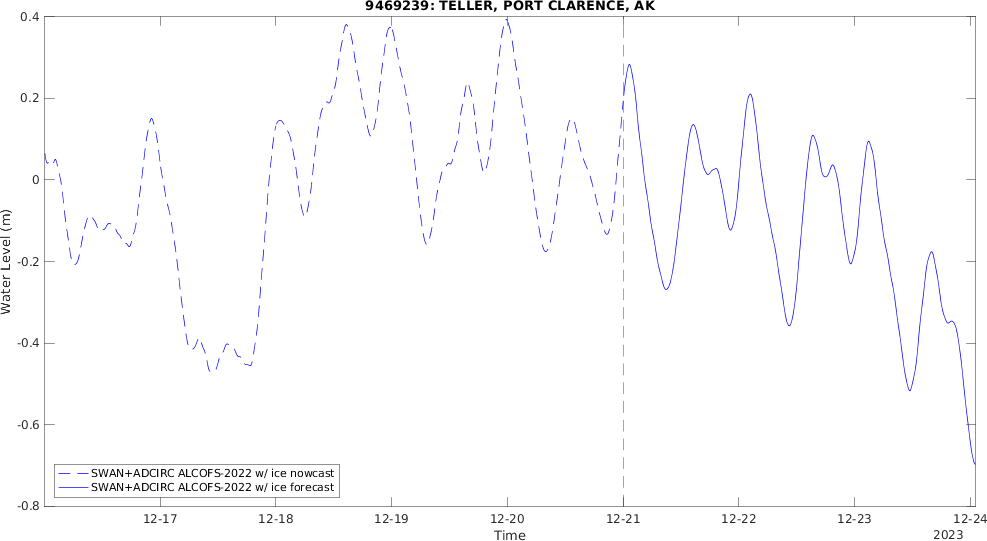 9469239: TELLER, PORT CLARENCE, AK
0.4
0.2
0
-0.2
-0.4
-0.6
-0.8
Water Level (m)
SWAN+ADCIRC ALCOFS-2022 w/ ice nowcast
SWAN+ADCIRC ALCOFS-2022 w/ ice forecast
12-17 12-18 12-19 12-20 12-21 12-22 12-23 12-24
Time
2023